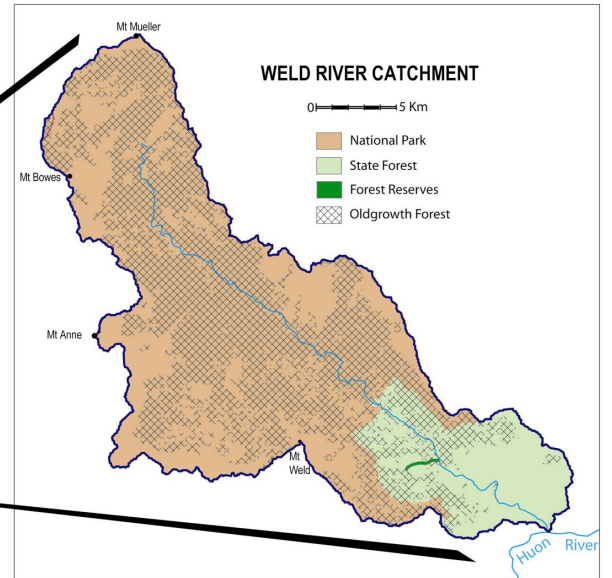 Mt Mueller
WELD RIVER CATCHMENT
0 5 Km
National Park
State Forest
Forest Reserves
Oldgrowth Forest
Mt Bowes
Mt Anne
Mt
Weld
Huon River